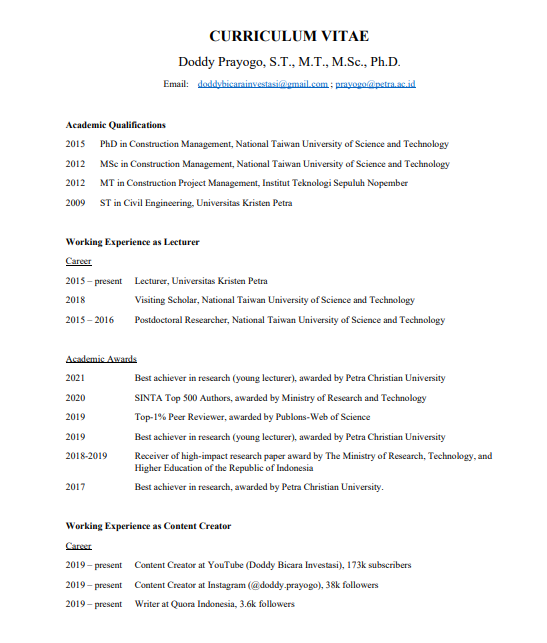 CURRICULUM VITAE
Doddy Prayogo, S.T., M.T., M.Sc., Ph.D.
Email: doddybicarainvestasi@gmail.com ; prayogo@petra.ac.id
Academic Qualifications
2015 PhD in Construction Management, National Taiwan University of Science and Technology
2012 MSc in Construction Management, National Taiwan University of Science and Technology
2012 MT in Construction Project Management, Institut Teknologi Sepuluh Nopember
2009 ST in Civil Engineering, Universitas Kristen Petra
Working Experience as Lecturer
Career
2015 – present Lecturer, Universitas Kristen Petra
2018 Visiting Scholar, National Taiwan University of Science and Technology
2015 – 2016 Postdoctoral Researcher, National Taiwan University of Science and Technology
Academic Awards
2021 Best achiever in research (young lecturer), awarded by Petra Christian University
2020 SINTA Top 500 Authors, awarded by Ministry of Research and Technology
2019 Top-1% Peer Reviewer, awarded by Publons-Web of Science
2019 Best achiever in research (young lecturer), awarded by Petra Christian University
2018-2019 Receiver of high-impact research paper award by The Ministry of Research, Technology, and
Higher Education of the Republic of Indonesia
2017 Best achiever in research, awarded by Petra Christian University.
Working Experience as Content Creator
Career
2019 – present Content Creator at YouTube (Doddy Bicara Investasi), 173k subscribers
2019 – present Content Creator at Instagram (@doddy.prayogo), 38k followers
2019 – present Writer at Quora Indonesia, 3.6k followers